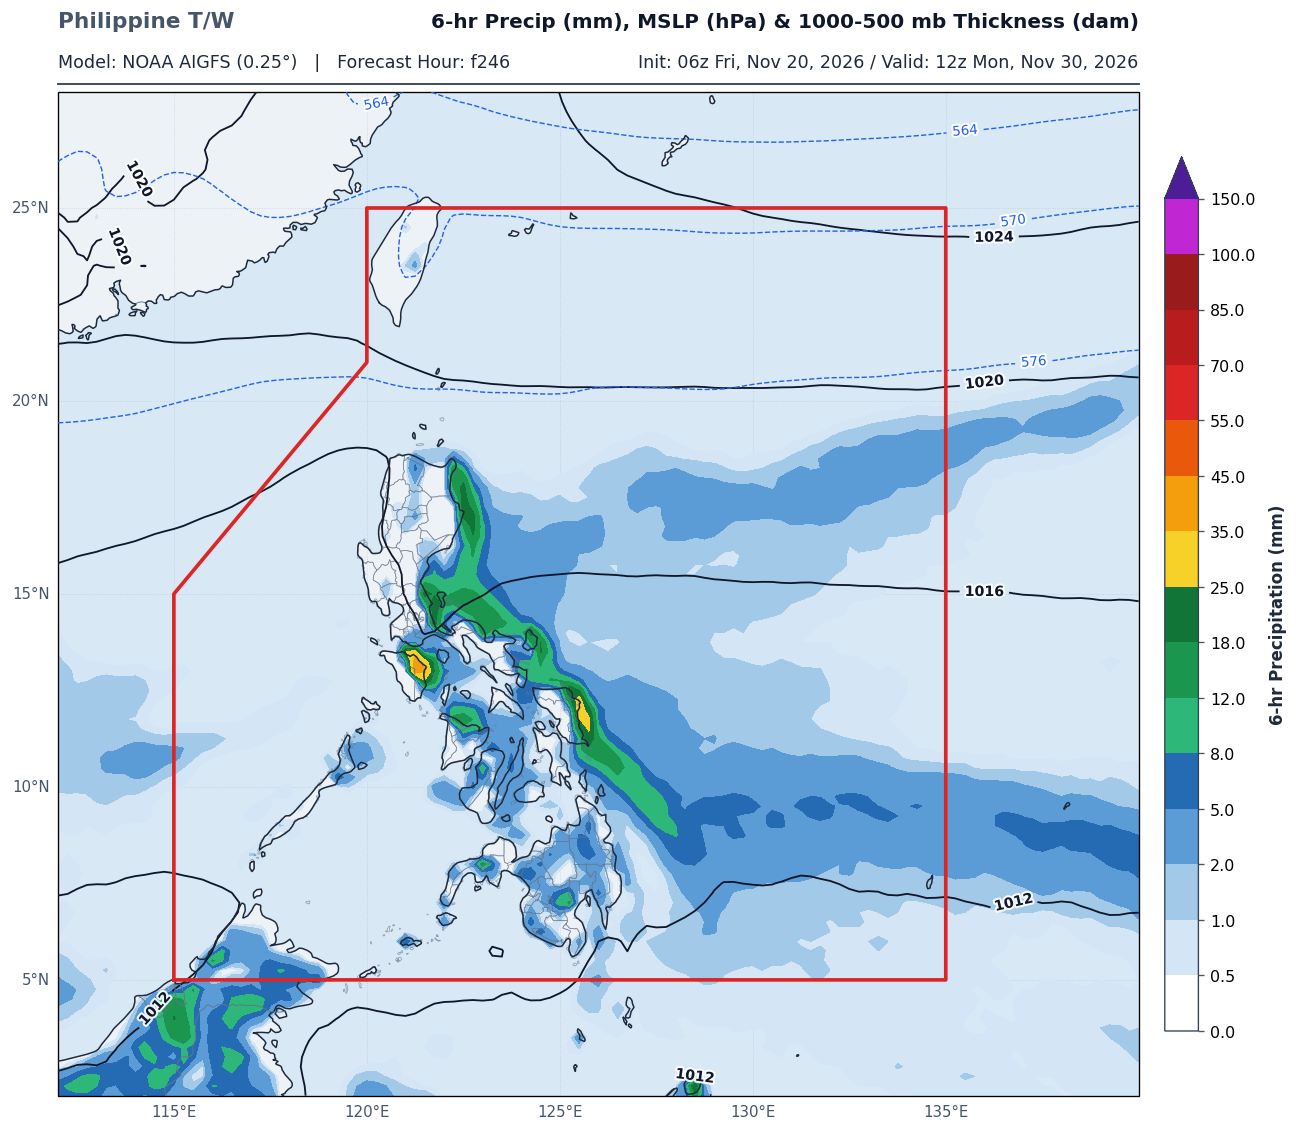 Philippine T/W
6-hr Precip (mm), MSLP (hPa) & 1000-500 mb Thickness (dam)
Model: NOAA AIGFS (0.25°) | Forecast Hour: f246
Init: 06z Fri, Nov 20, 2026 / Valid: 12z Mon, Nov 30, 2026
564
564
1020
1020
570
1024
576
1020
1016
1012
1012
1012
25°N
20°N
15°N
10°N
5°N
115°E
120°E
125°E
130°E
135°E
150.0
100.0
85.0
70.0
55.0
45.0
35.0
25.0
18.0
12.0
8.0
5.0
2.0
1.0
0.5
0.0
6-hr Precipitation (mm)